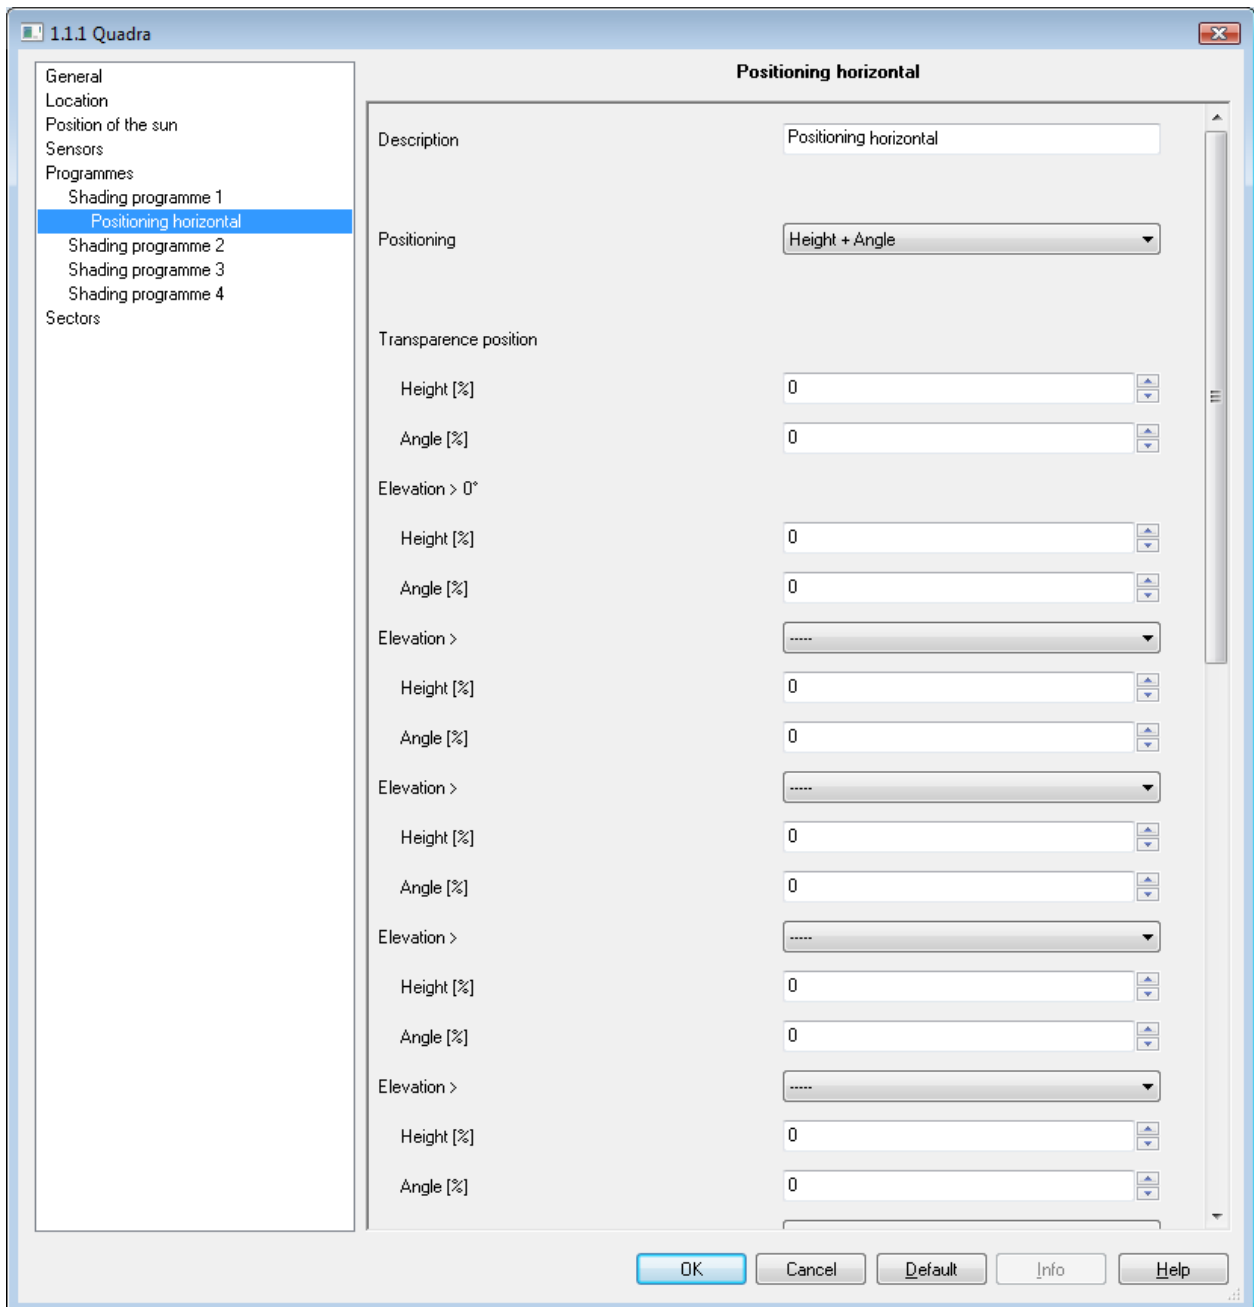 1.1.1 Quadra
General
Location
Position of the sun
Sensors
Programmes
Shading programme 1
Positioning horizontal
Shading programme 2
Shading programme 3
Shading programme 4
Sectors
Positioning horizontal
Description Positioning horizontal
Positioning Height + Angle
Transparence position
Height [%] 0
Angle [%] 0
Elevation > 0°
Height [%] 0
Angle [%] 0
Elevation > -----
Height [%] 0
Angle [%] 0
Elevation > -----
Height [%] 0
Angle [%] 0
Elevation > -----
Height [%] 0
Angle [%] 0
Elevation > -----
Height [%] 0
Angle [%] 0
OK Cancel Default Info Help